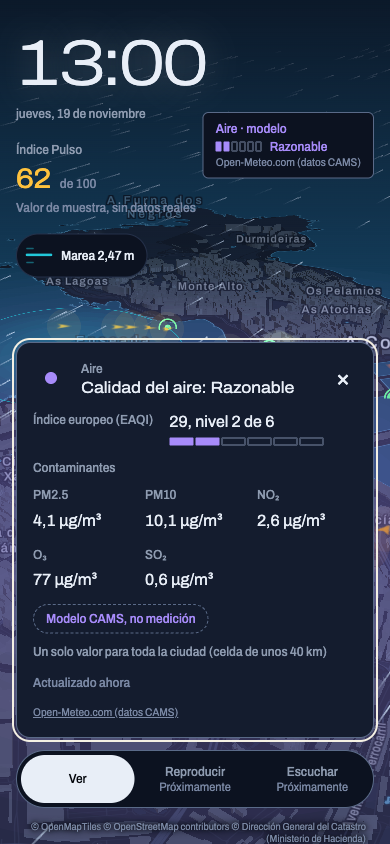 13:00
jueves, 19 de noviembre
Aire · modelo
Razonable
Open-Meteo.com (datos CAMS)
Índice Pulso
62 de 100
Valor de muestra, sin datos reales
A Furna dos
Negros
Durmideiras
Marea 2,47 m
As Lagoas
Monte Alto
Os Pelamios
As Atochas
Aire
Calidad del aire: Razonable
Índice europeo (EAQI)
29, nivel 2 de 6
Contaminantes
PM2.5 PM10 NO₂
4,1 µg/m³ 10,1 µg/m³ 2,6 µg/m³
O₃ SO₂
77 µg/m³ 0,6 µg/m³
Modelo CAMS, no medición
Un solo valor para toda la ciudad (celda de unos 40 km)
Actualizado ahora
Open-Meteo.com (datos CAMS)
Ver
Reproducir
Próximamente
Escuchar
Próximamente
© OpenMapTiles © OpenStreetMap contributors © Dirección General del Catastro
(Ministerio de Hacienda)